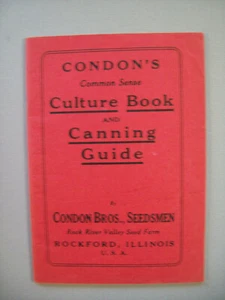 CONDON'S
Common Sense
Culture Book
AND
Canning
Guide
By
CONDON BROS., SEEDSMEN
Rock River Valley Seed Farm
ROCKFORD, ILLINOIS
U. S. A.